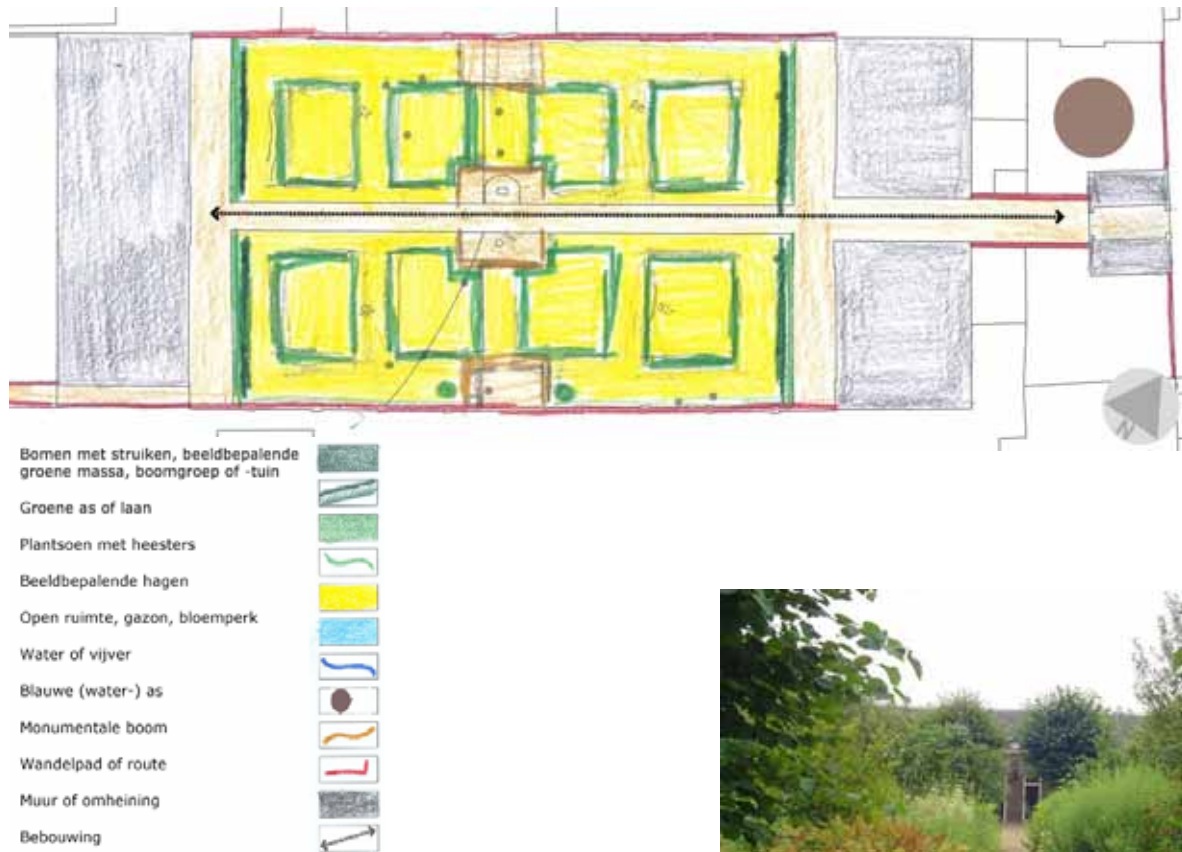 N
Bomen met struiken, beeldbepalende
groene massa, boomgroep of -tuin
Groene as of laan
Plantsoen met heesters
Beeldbepalende hagen
Open ruimte, gazon, bloemperk
Water of vijver
Blauwe (water-) as
Monumentale boom
Wandelpad of route
Muur of omheining
Bebouwing